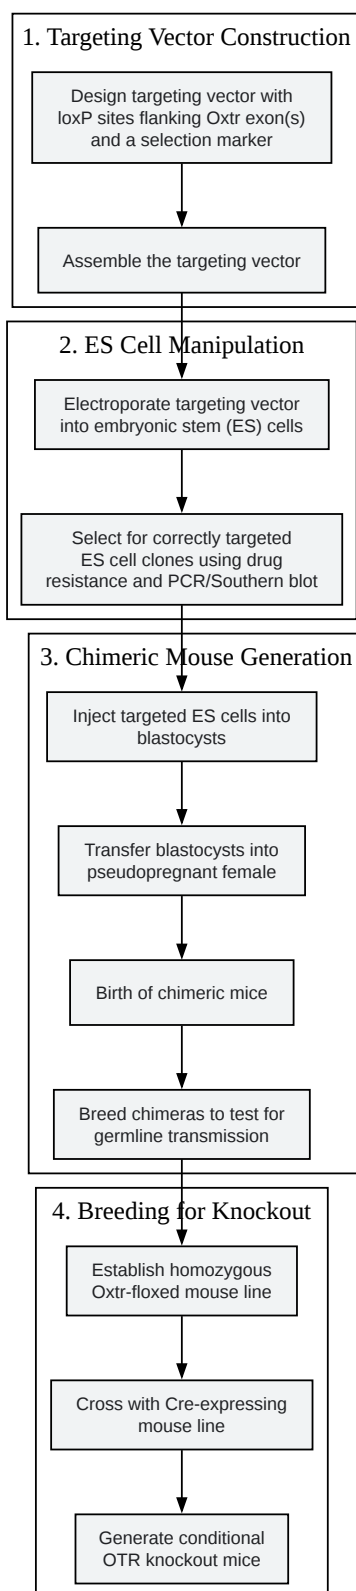 1. Targeting Vector Construction
Design targeting vector with
loxP sites flanking Oxtr exon(s)
and a selection marker
Assemble the targeting vector
2. ES Cell Manipulation
Electroporate targeting vector
into embryonic stem (ES) cells
Select for correctly targeted
ES cell clones using drug
resistance and PCR/Southern blot
3. Chimeric Mouse Generation
Inject targeted ES cells into
blastocysts
Transfer blastocysts into
pseudopregnant female
Birth of chimeric mice
Breed chimeras to test for
germline transmission
4. Breeding for Knockout
Establish homozygous
Oxtr-floxed mouse line
Cross with Cre-expressing
mouse line
Generate conditional
OTR knockout mice